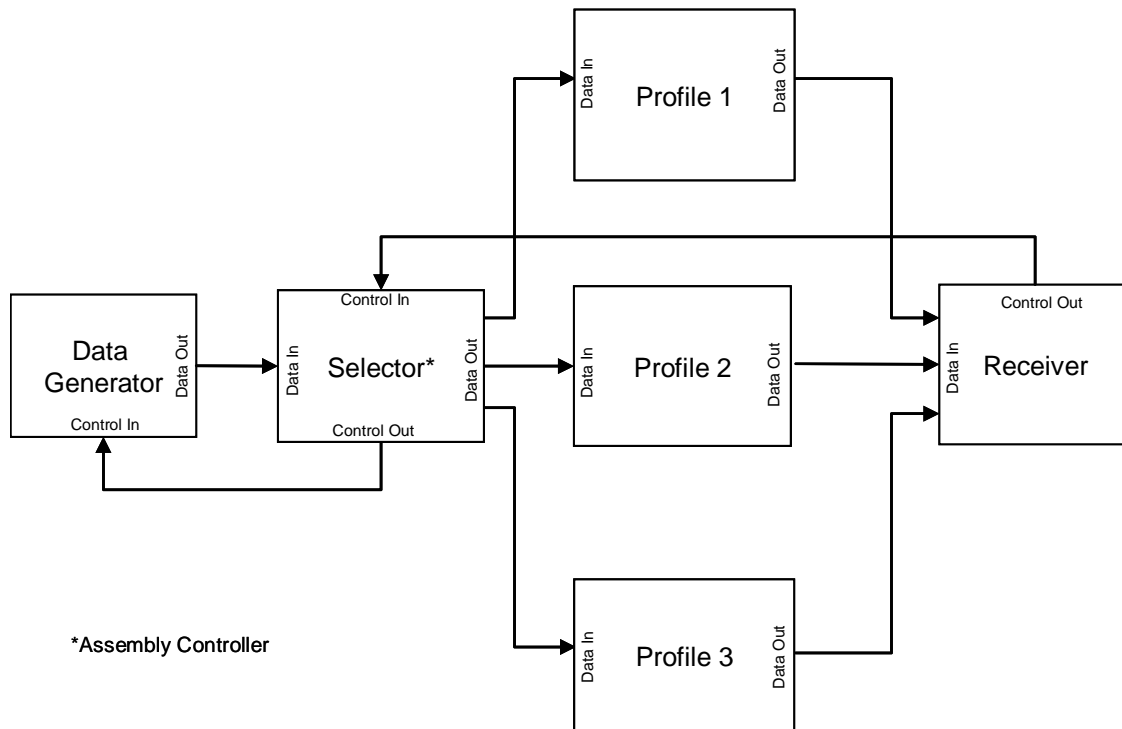 Data In
Profile 1
Data Out
Control In
Control Out
Data
Generator
Data Out
Control In
Data In
Selector*
Data Out
Control Out
Data In
Profile 2
Data Out
Data In
Receiver
*Assembly Controller
Data In
Profile 3
Data Out